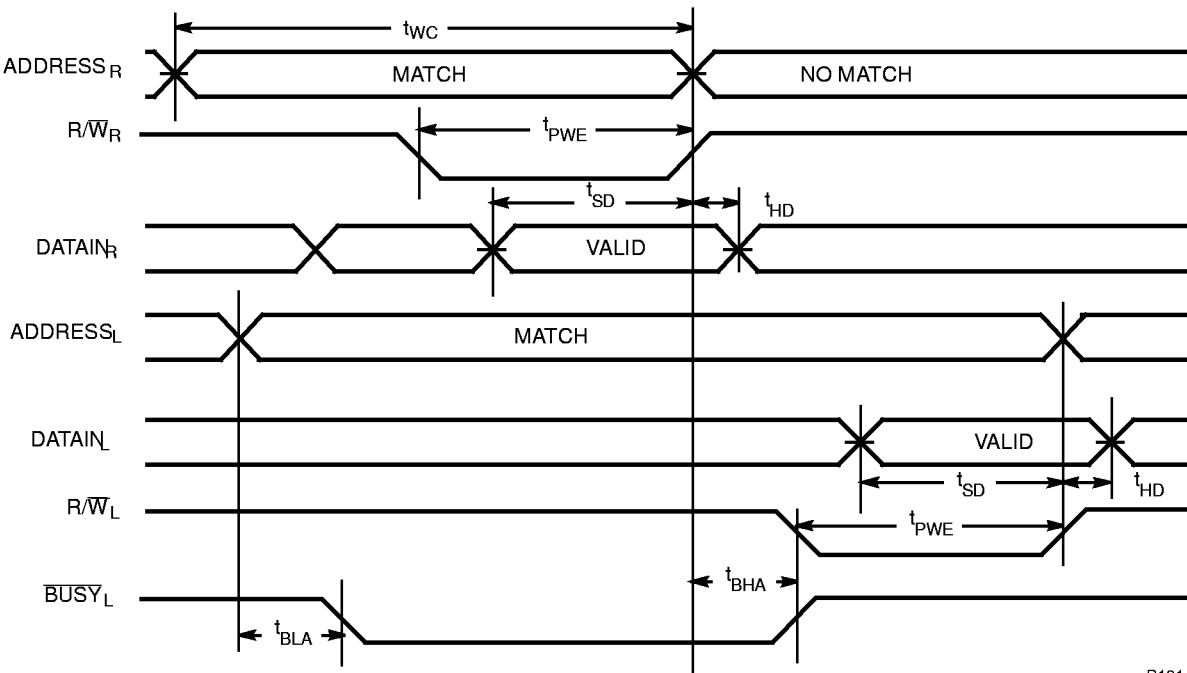 tWC
ADDRESSR MATCH NO MATCH
R/W̅R tPWE
tSD tHD
DATAINR VALID
ADDRESSL MATCH
DATAINL VALID
tSD tHD
R/W̅L tPWE
tBHA
B̅U̅S̅Y̅L
tBLA